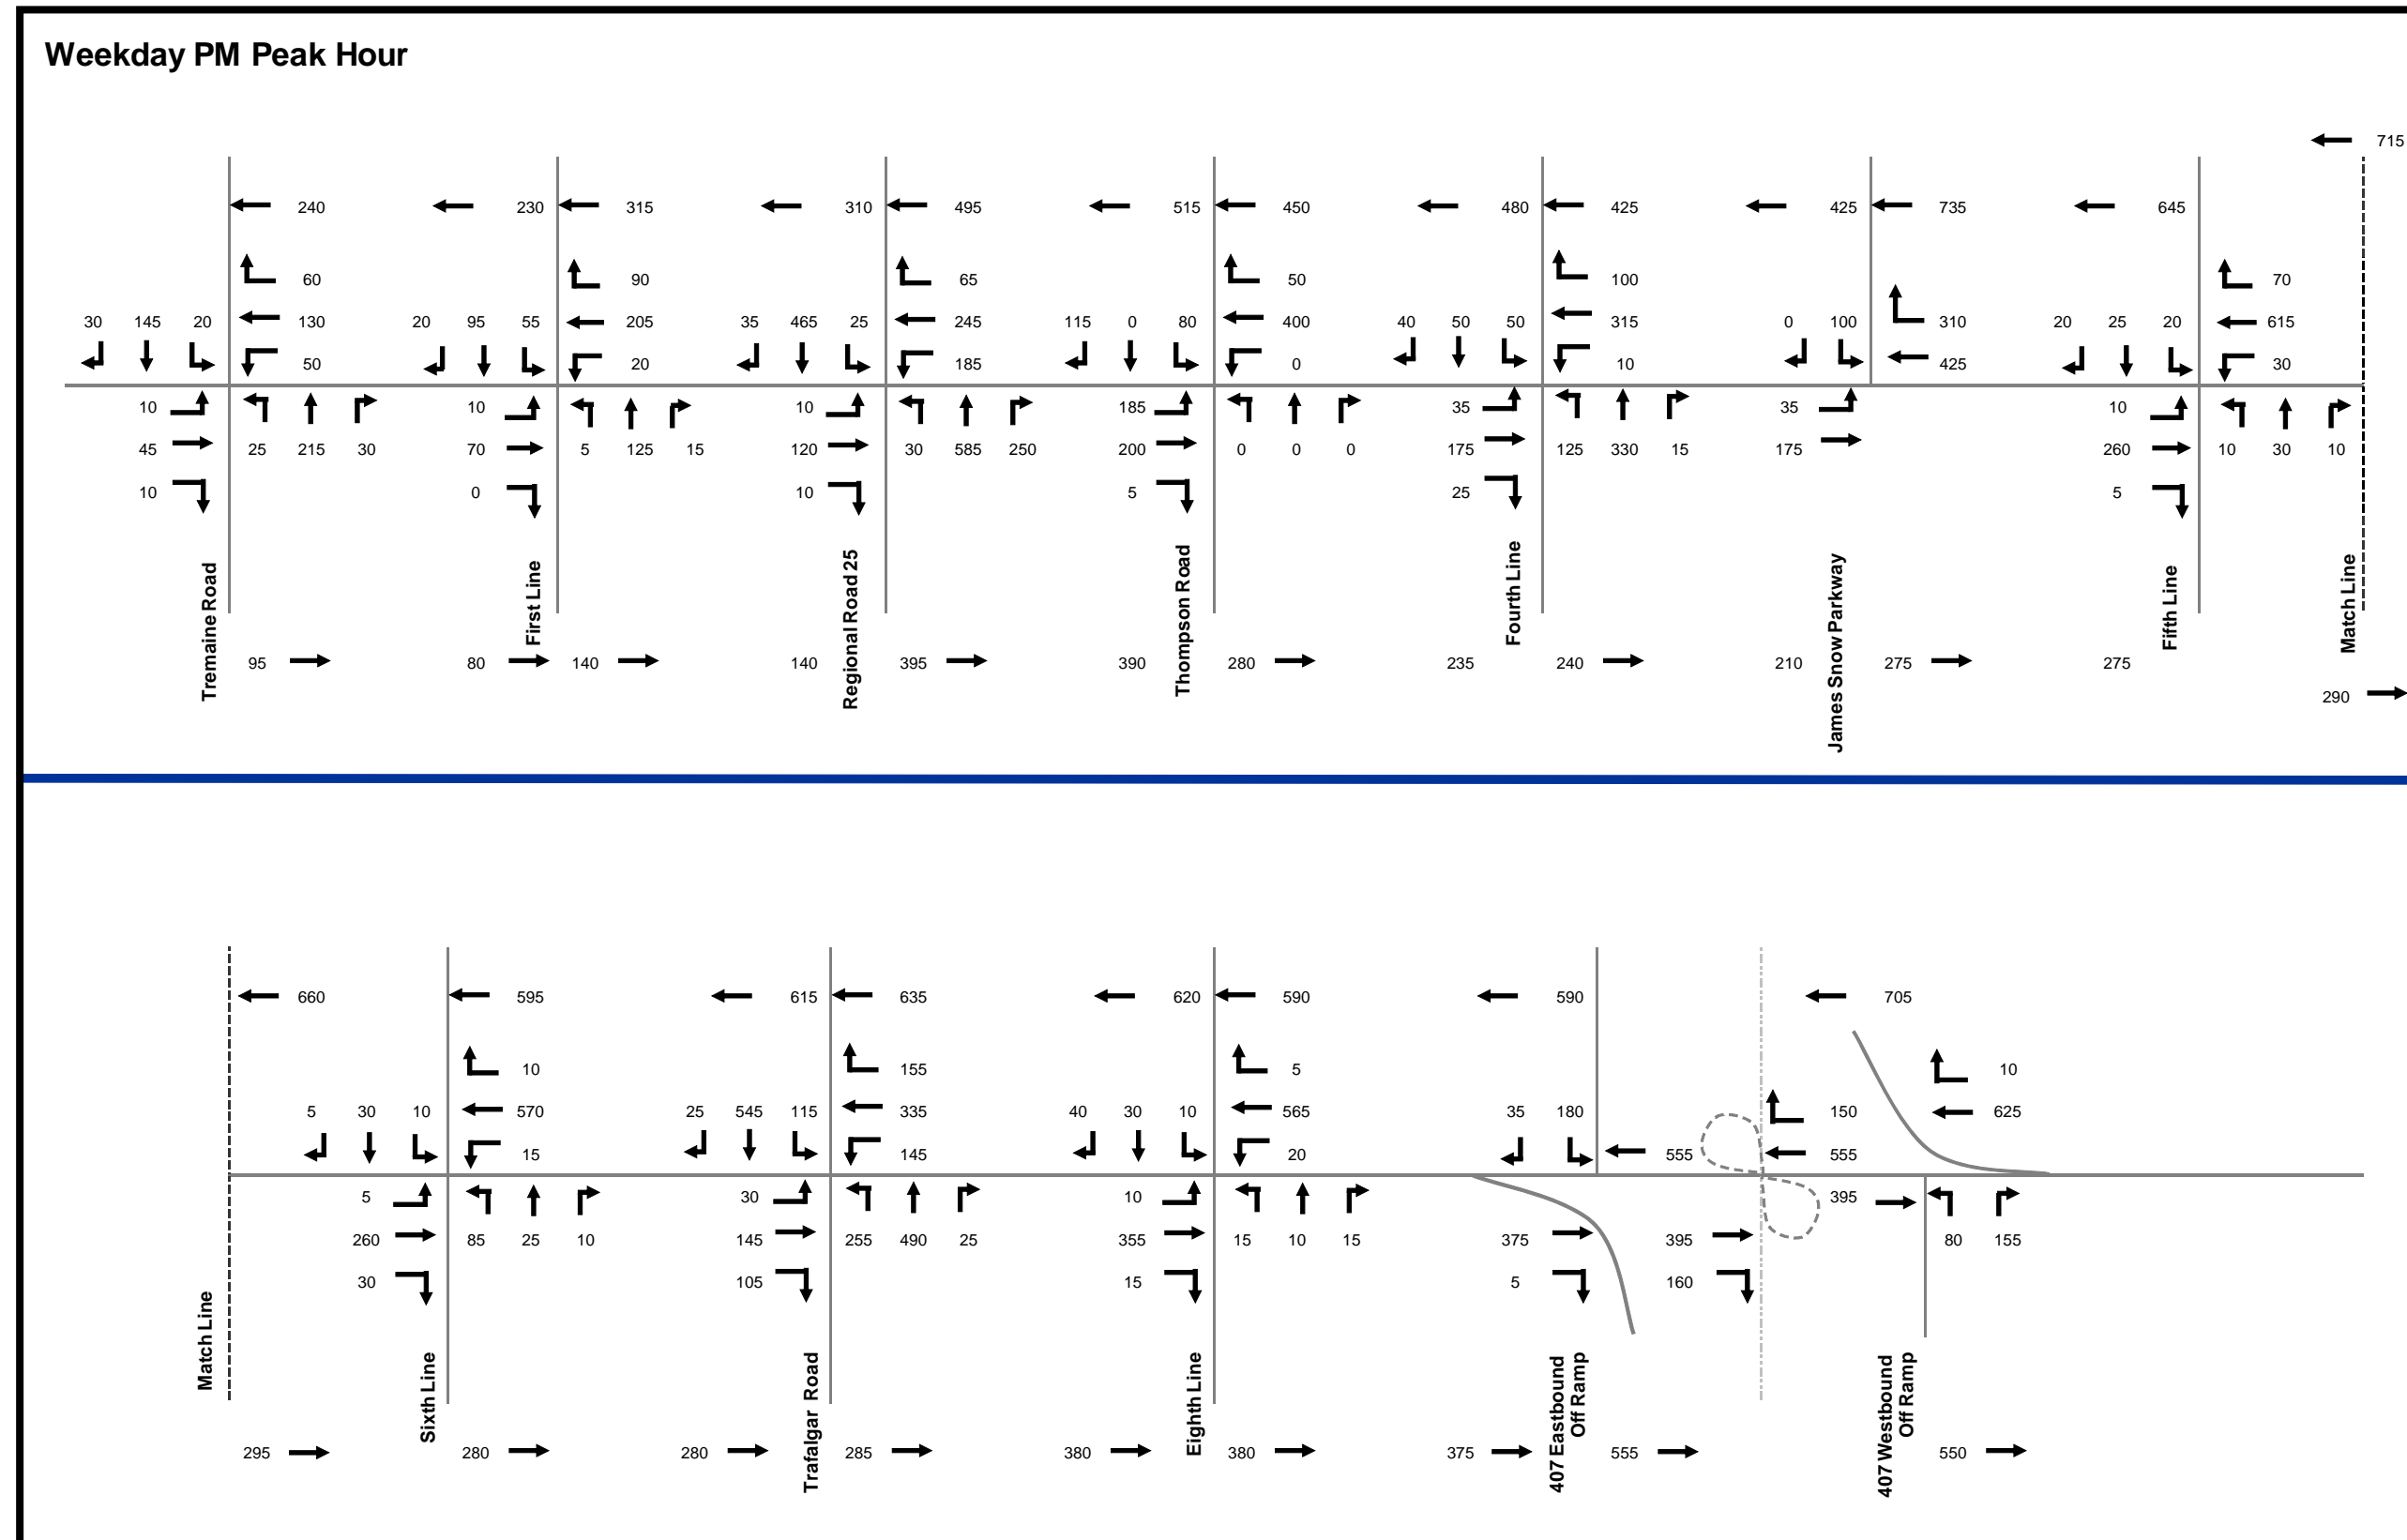 Weekday PM Peak Hour
715
240 230 315 310 495 515 450 480 425 425 735 645
60 90 65 50 100 70
30 145 20 130 20 95 55 205 35 465 25 245 115 0 80 400 40 50 50 315 0 100 310 20 25 20 615
50 20 185 0 10 425 30
10 10 10 185 35 35 10
45 25 215 30 70 5 125 15 120 30 585 250 200 0 0 0 175 125 330 15 175 260 10 30 10
10 0 10 5 25 5
Tremaine Road
First Line
Regional Road 25
Thompson Road
Fourth Line
James Snow Parkway
Fifth Line
Match Line
95 80 140 140 395 390 280 235 240 210 275 275
290
660 595 615 635 620 590 590 705
10 155 5 10
5 30 10 570 25 545 115 335 40 30 10 565 35 180 150 625
15 145 20 555 555
5 30 10 395
260 85 25 10 145 255 490 25 355 15 10 15 375 395 80 155
30 105 15 5 160
Match Line
Sixth Line
Trafalgar Road
Eighth Line
407 Eastbound
Off Ramp
407 Westbound
Off Ramp
295 280 280 285 380 380 375 555 550